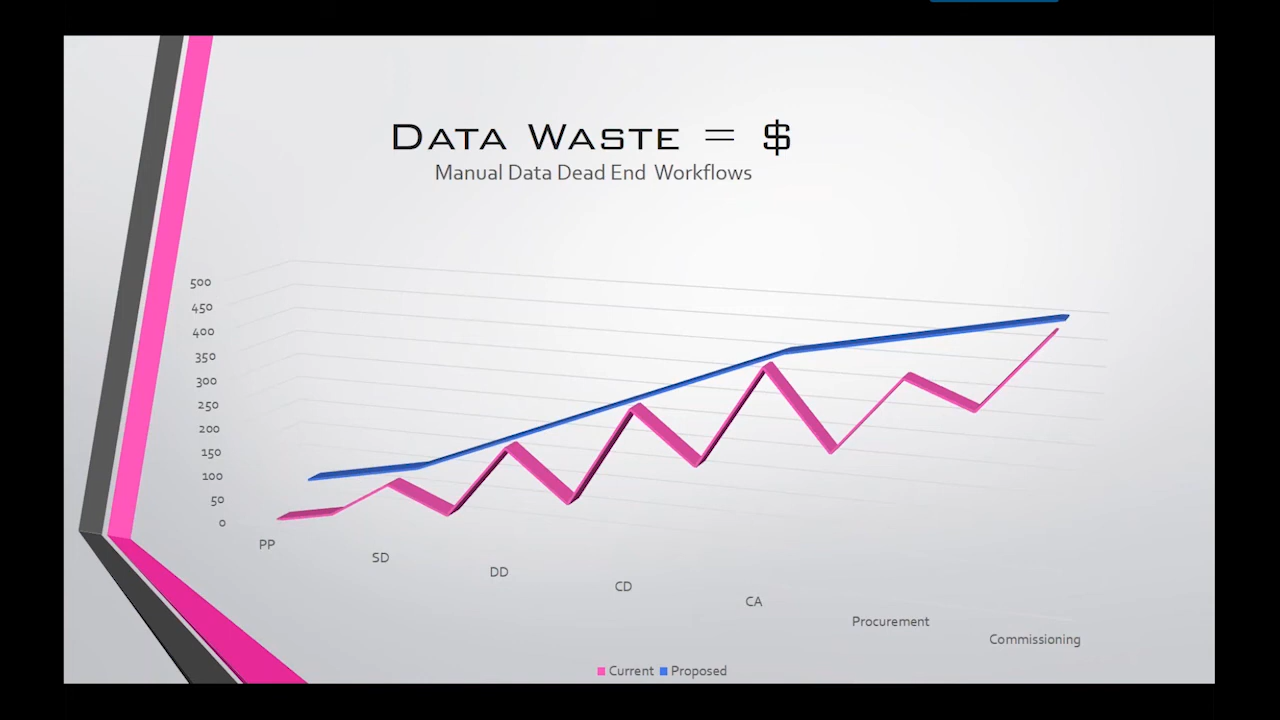 Data Waste = $
Manual Data Dead End Workflows
500
450
400
350
300
250
200
150
100
50
0
PP
SD
DD
CD
CA
Procurement
Commissioning
Current Proposed